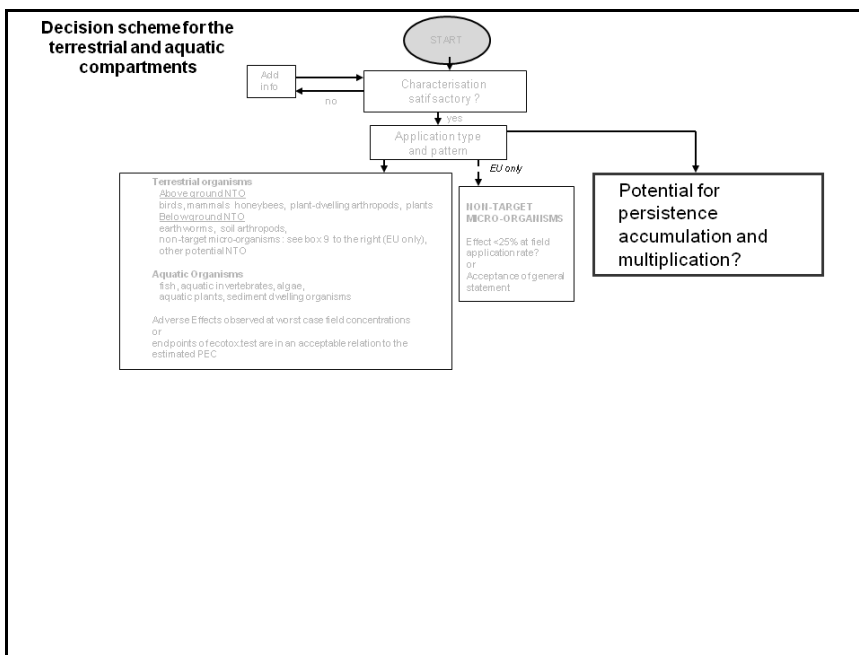 Decision scheme for the
terrestrial and aquatic
compartments
START
Add
info
Characterisation
satifsactory ?
no
yes
Application type
and pattern
EU only
Terrestrial organisms
Above ground NTO
birds, mammals honeybees, plant-dwelling arthropods, plants
Below ground NTO
earthworms, soil arthropods,
non-target micro-organisms: see box 9 to the right (EU only),
other potential NTO
Aquatic Organisms
fish, aquatic invertebrates, algae,
aquatic plants, sediment dwelling organisms
Adverse Effects observed at worst case field concentrations
or
endpoints of ecotox.test are in an acceptable relation to the
estimated PEC
NON-TARGET
MICRO-ORGANISMS
Effect <25% at field
application rate?
or
Acceptance of general
statement
Potential for
persistence
accumulation and
multiplication?